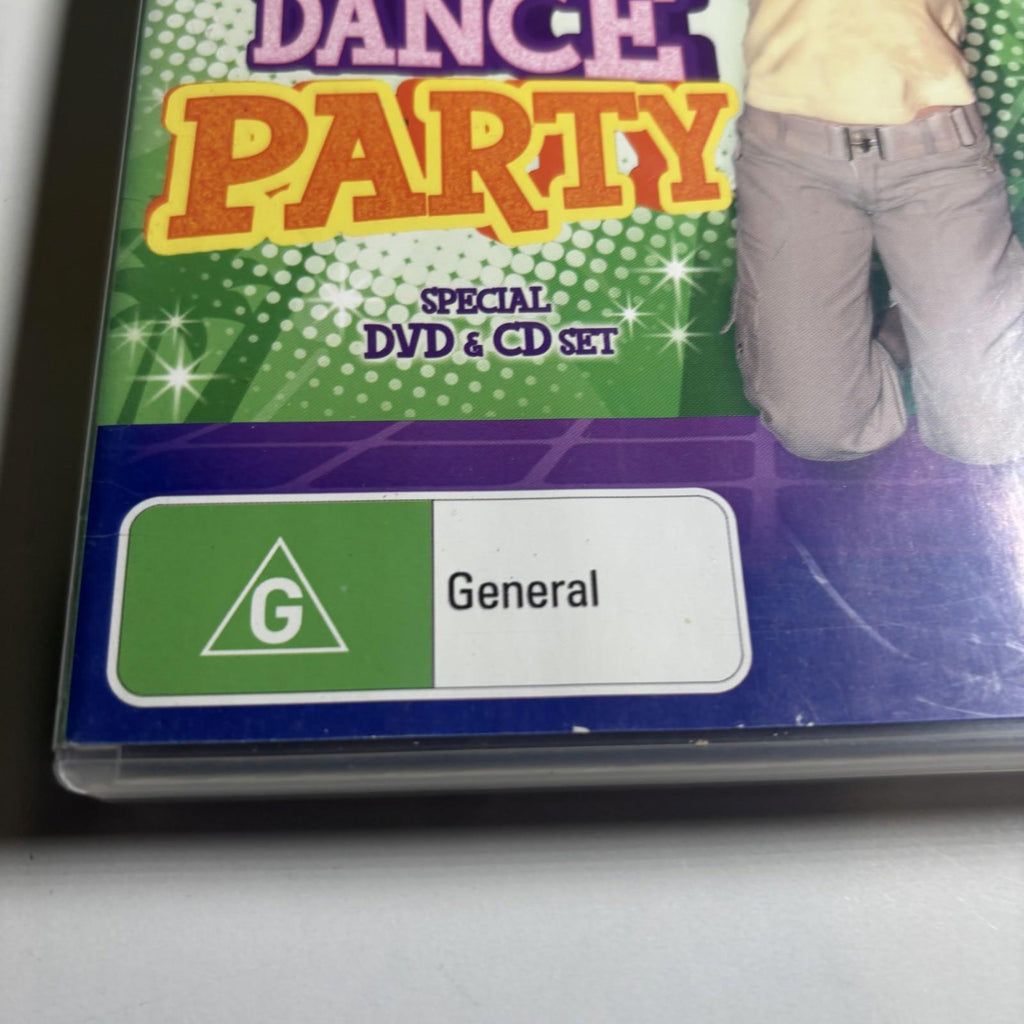 DANCE
PARTY
SPECIAL
DVD & CD SET
G
General